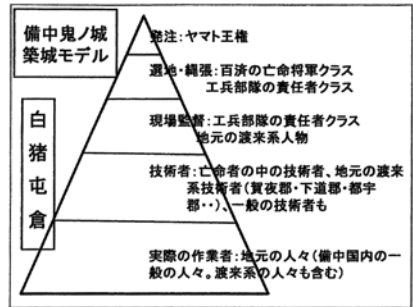 備中鬼ノ城
築城モデル
白猪屯倉
発注：ヤマト王権
選地・縄張：百済の亡命将軍クラス
工兵部隊の責任者クラス
現場監督：工兵部隊の責任者クラス
地元の渡来系人物
技術者：亡命者の中の技術者、地元の渡来
系技術者（賀夜郡・下道郡・都宇
郡・・）、一般の技術者も
実際の作業者：地元の人々（備中国内の一
般の人々。渡来系の人々も含む）